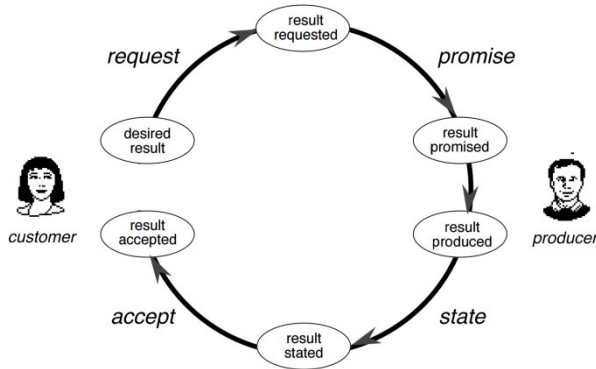 result
requested
request
promise
desired
result
result
promised
customer
result
accepted
result
produced
producer
accept
state
result
stated